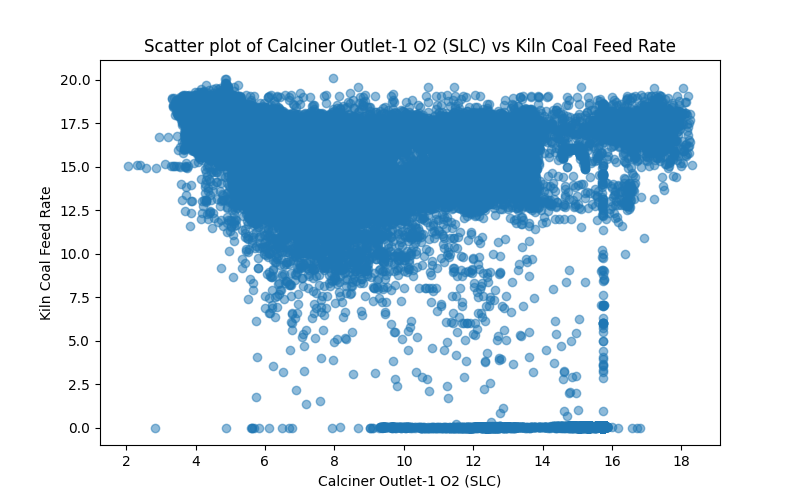 Scatter plot of Calciner Outlet-1 O2 (SLC) vs Kiln Coal Feed Rate
20.0
17.5
15.0
12.5
10.0
7.5
5.0
2.5
0.0
Kiln Coal Feed Rate
2 4 6 8 10 12 14 16 18
Calciner Outlet-1 O2 (SLC)